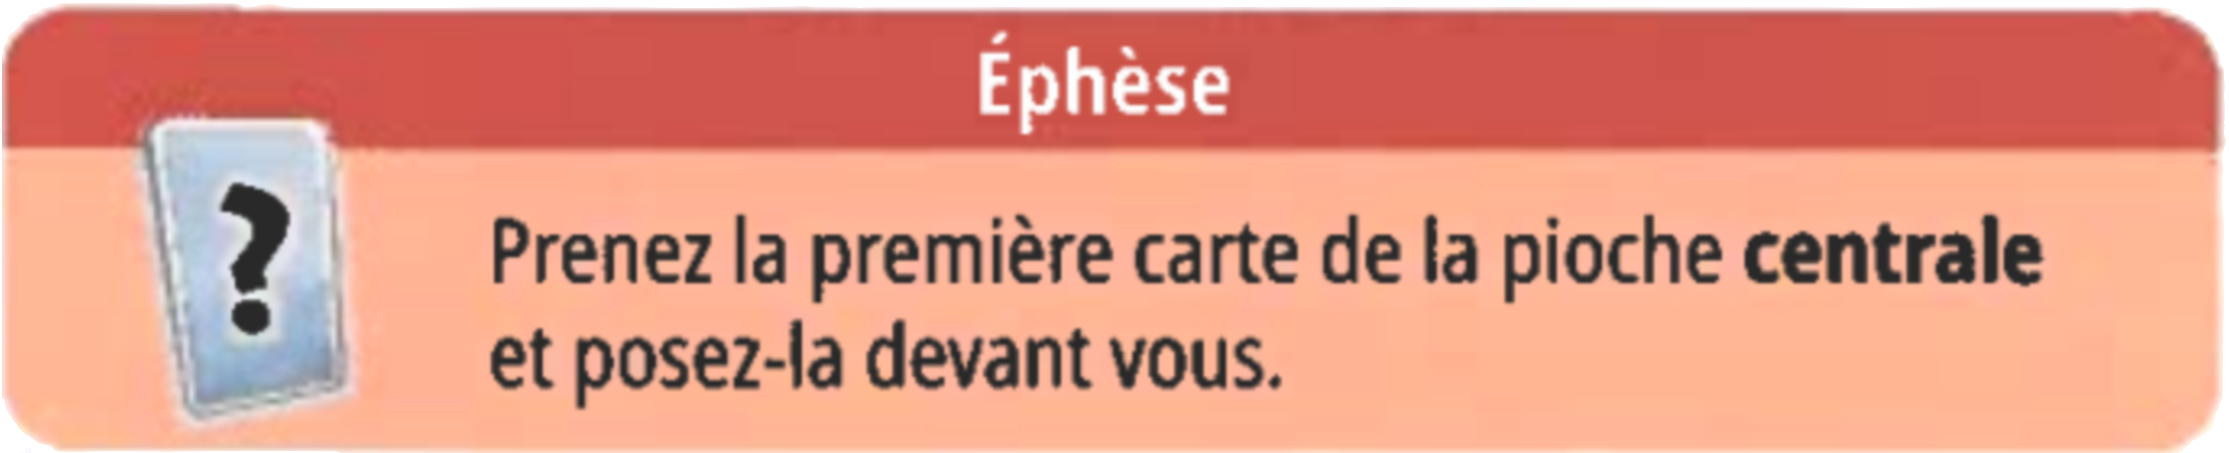 Éphèse
?
Prenez la première carte de la pioche centrale
et posez-la devant vous.